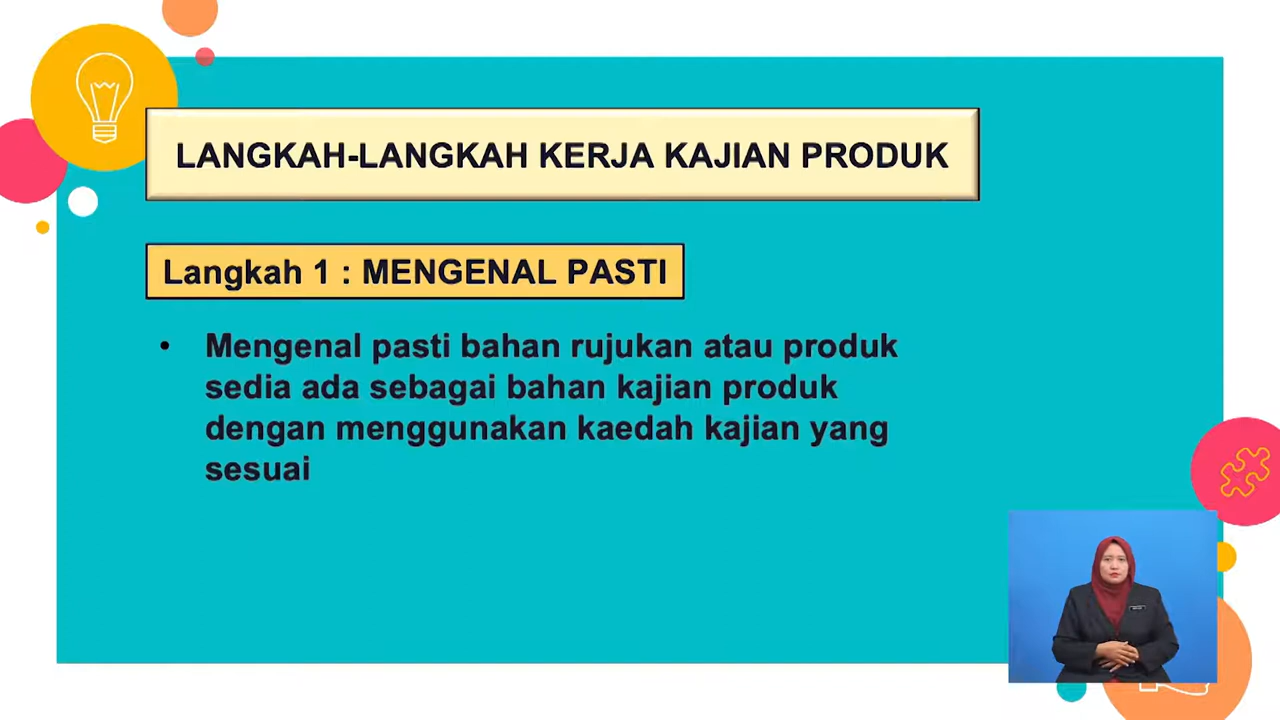 LANGKAH-LANGKAH KERJA KAJIAN PRODUK
Langkah 1 : MENGENAL PASTI
• Mengenal pasti bahan rujukan atau produk
sedia ada sebagai bahan kajian produk
dengan menggunakan kaedah kajian yang
sesuai